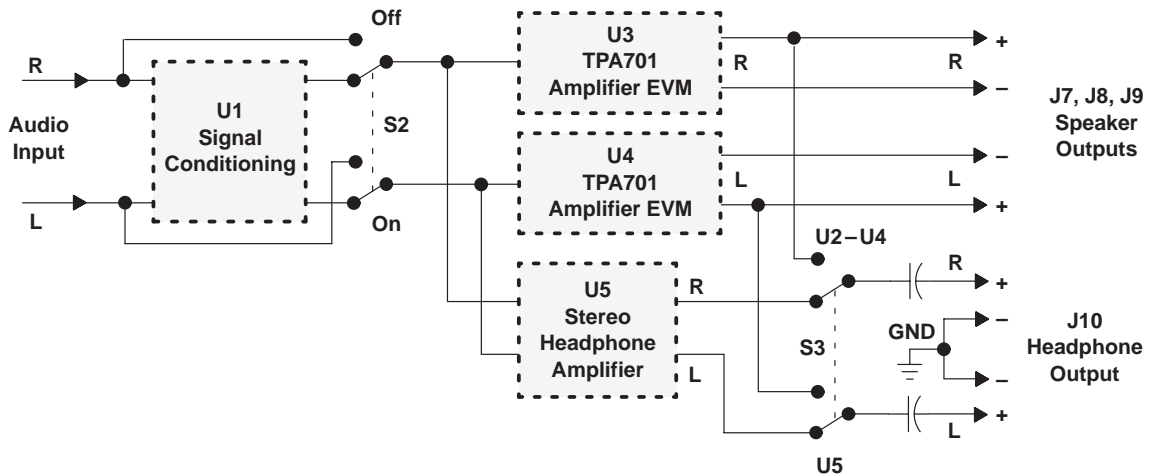 Off
R
Audio
Input
L
U1
Signal
Conditioning
S2
On
U3
TPA701
Amplifier EVM
R
R
+
–
J7, J8, J9
Speaker
Outputs
U4
TPA701
Amplifier EVM
L
–
L
+
U2–U4
U5
Stereo
Headphone
Amplifier
R
L
S3
U5
R
+
GND
–
–
+
L
J10
Headphone
Output